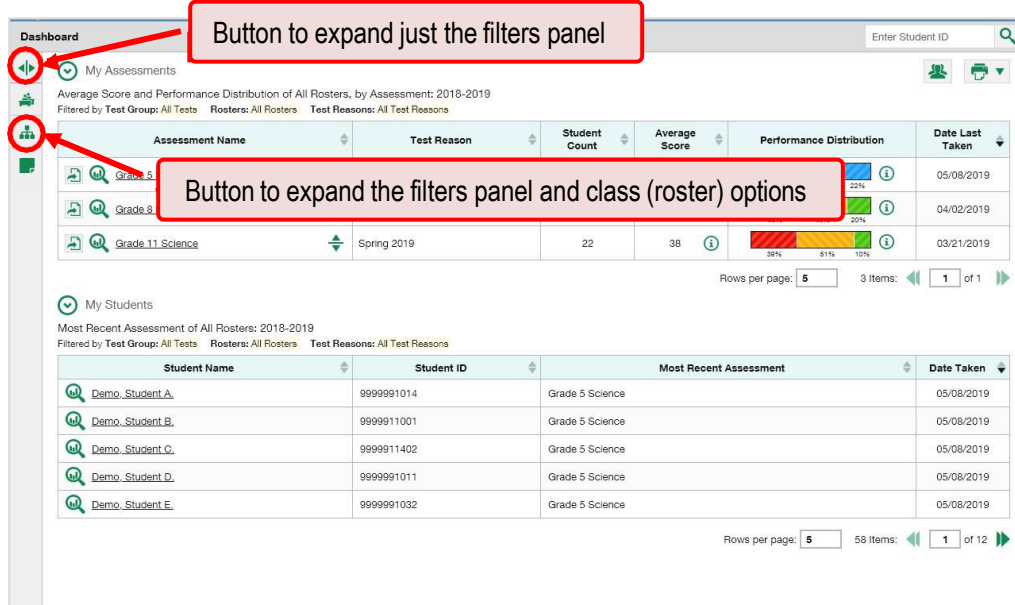 Button to expand just the filters panel
Dashboard
Enter Student ID
My Assessments
Average Score and Performance Distribution of All Rosters, by Assessment: 2018-2019
Filtered by Test Group: All Tests Rosters: All Rosters Test Reasons: All Test Reasons
Assessment Name Test Reason Student Count Average Score Performance Distribution Date Last Taken
Grade 5 22% 05/08/2019
Button to expand the filters panel and class (roster) options
Grade 8 20% 04/02/2019
Grade 11 Science Spring 2019 22 38 39% 51% 10% 03/21/2019
Rows per page: 5 3 Items: 1 of 1
My Students
Most Recent Assessment of All Rosters: 2018-2019
Filtered by Test Group: All Tests Rosters: All Rosters Test Reasons: All Test Reasons
Student Name Student ID Most Recent Assessment Date Taken
Demo, Student A. 9999991014 Grade 5 Science 05/08/2019
Demo, Student B. 9999911001 Grade 5 Science 05/08/2019
Demo, Student C. 9999911402 Grade 5 Science 05/08/2019
Demo, Student D. 9999991011 Grade 5 Science 05/08/2019
Demo, Student E. 9999991032 Grade 5 Science 05/08/2019
Rows per page: 5 58 Items: 1 of 12